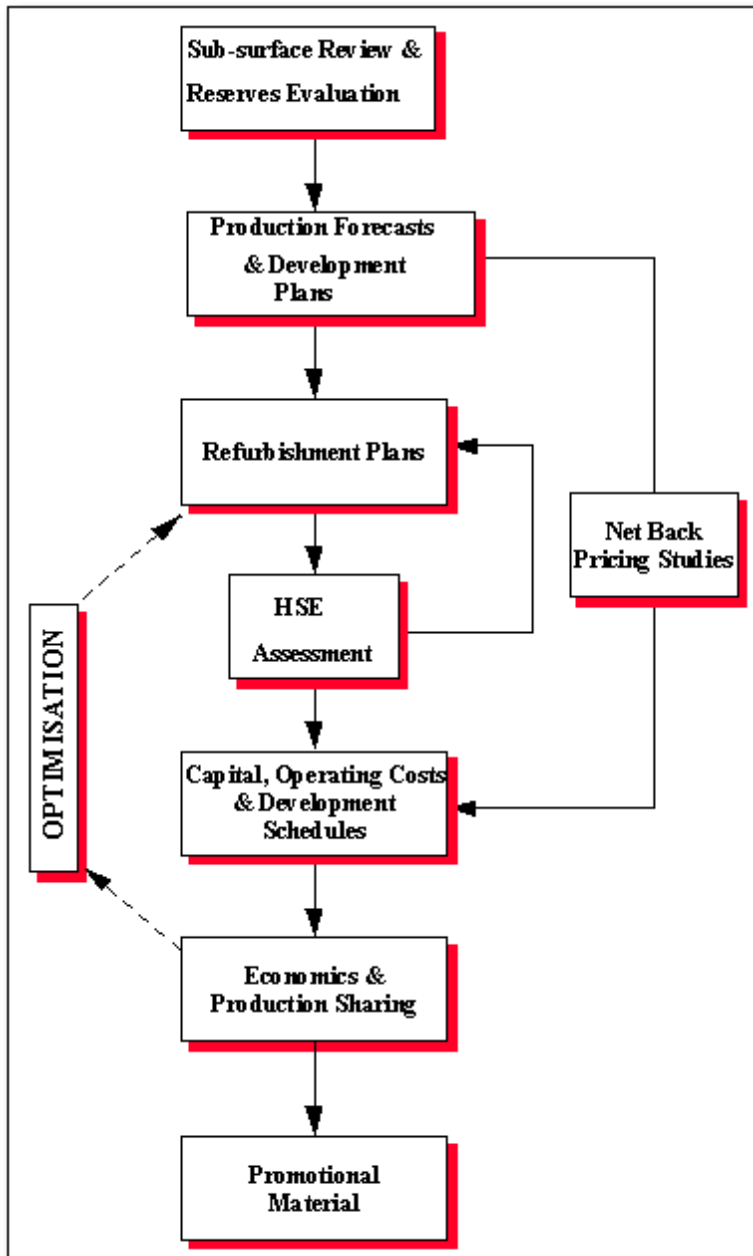 Sub-surface Review &
Reserves Evaluation
Production Forecasts
& Development
Plans
Refurbishment Plans
Net Back
Pricing Studies
HSE
Assessment
OPTIMISATION
Capital, Operating Costs
& Development
Schedules
Economics &
Production Sharing
Promotional
Material